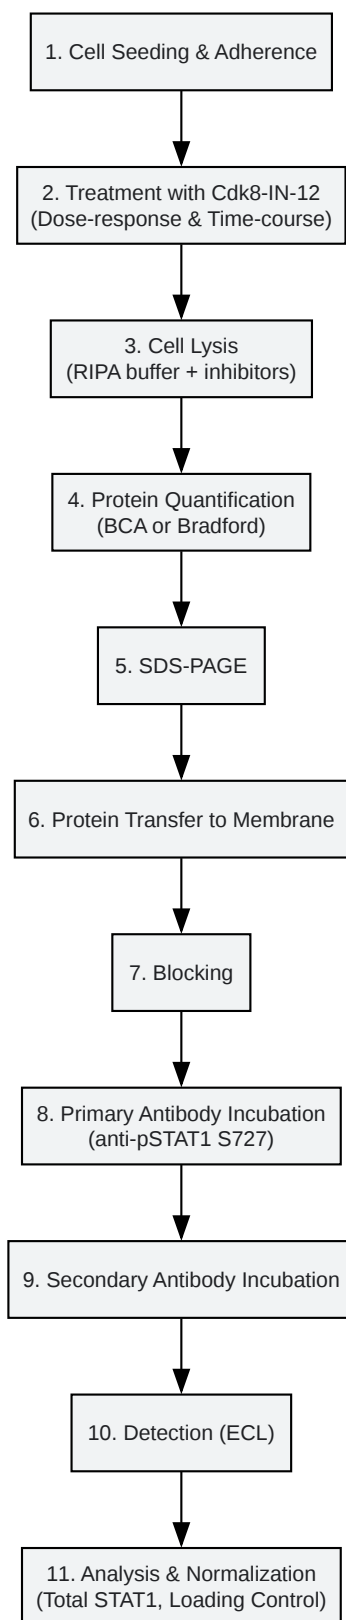 1. Cell Seeding & Adherence
2. Treatment with Cdk8-IN-12
(Dose-response & Time-course)
3. Cell Lysis
(RIPA buffer + inhibitors)
4. Protein Quantification
(BCA or Bradford)
5. SDS-PAGE
6. Protein Transfer to Membrane
7. Blocking
8. Primary Antibody Incubation
(anti-pSTAT1 S727)
9. Secondary Antibody Incubation
10. Detection (ECL)
11. Analysis & Normalization
(Total STAT1, Loading Control)